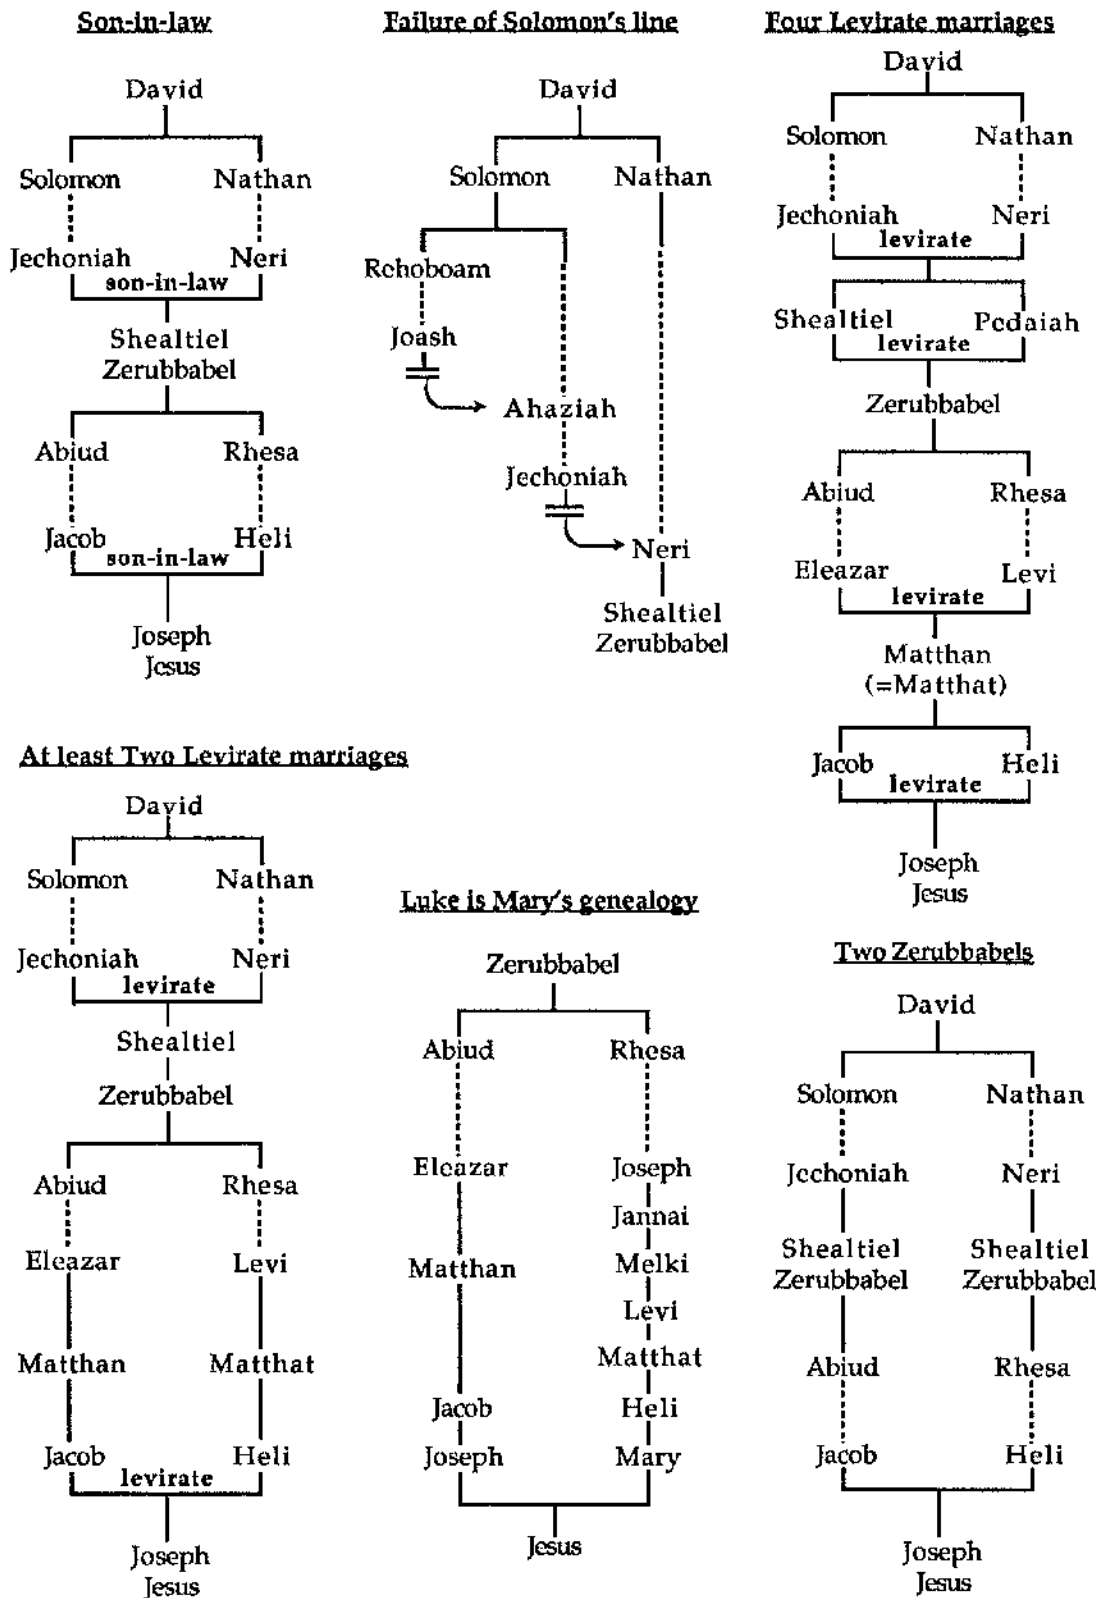 Son-in-law
David
Solomon Nathan
Jechoniah Neri
son-in-law
Shealtiel
Zerubbabel
Abiud Rhesa
Jacob Heli
son-in-law
Joseph
Jesus
Failure of Solomon's line
David
Solomon Nathan
Rehoboam
Joash
Ahaziah
Jechoniah
Neri
Shealtiel
Zerubbabel
Four Levirate marriages
David
Solomon Nathan
Jechoniah Neri
levirate
Shealtiel Pedaiah
levirate
Zerubbabel
Abiud Rhesa
Eleazar Levi
levirate
Matthan
(=Matthat)
Jacob Heli
levirate
Joseph
Jesus
At least Two Levirate marriages
David
Solomon Nathan
Jechoniah Neri
levirate
Shealtiel
Zerubbabel
Abiud Rhesa
Eleazar Levi
Matthan Matthat
Jacob Heli
levirate
Joseph
Jesus
Luke is Mary's genealogy
Zerubbabel
Abiud Rhesa
Eleazar Joseph
Jannai
Matthan Melki
Levi
Matthat
Jacob Heli
Joseph Mary
Jesus
Two Zerubbabels
David
Solomon Nathan
Jechoniah Neri
Shealtiel Shealtiel
Zerubbabel Zerubbabel
Abiud Rhesa
Jacob Heli
Joseph
Jesus